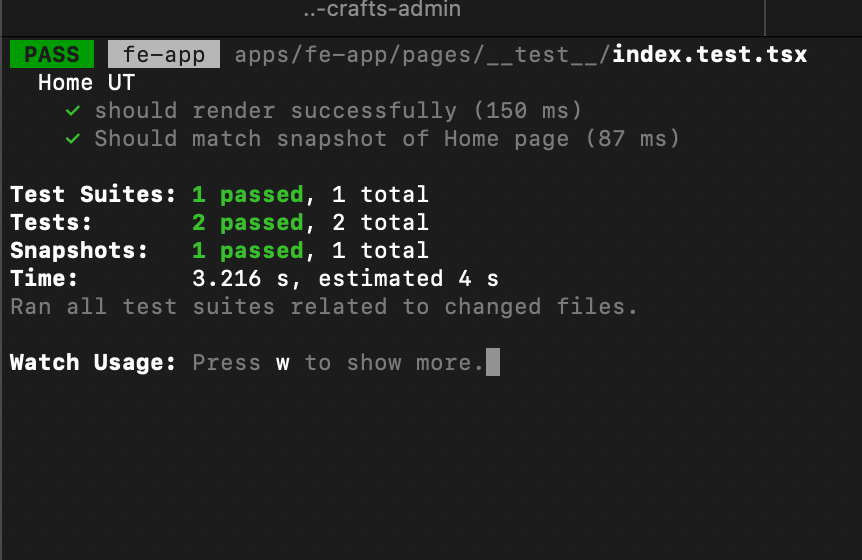 ..-crafts-admin
PASS fe-app apps/fe-app/pages/__test__/index.test.tsx
Home UT
✓ should render successfully (150 ms)
✓ Should match snapshot of Home page (87 ms)
Test Suites: 1 passed, 1 total
Tests: 2 passed, 2 total
Snapshots: 1 passed, 1 total
Time: 3.216 s, estimated 4 s
Ran all test suites related to changed files.
Watch Usage: Press w to show more.